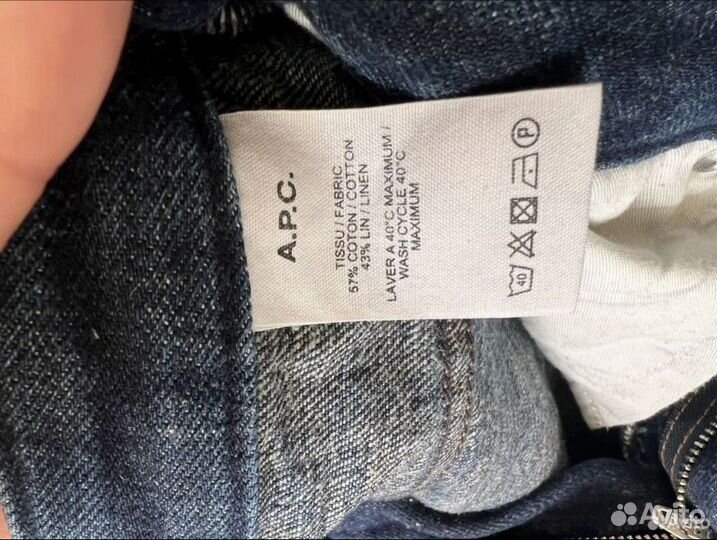 A.P.C.
TISSU / FABRIC
57% COTON / COTTON
43% LIN / LINEN
LAVER A 40°C MAXIMUM /
WASH CYCLE 40°C
MAXIMUM
40 P
Avito